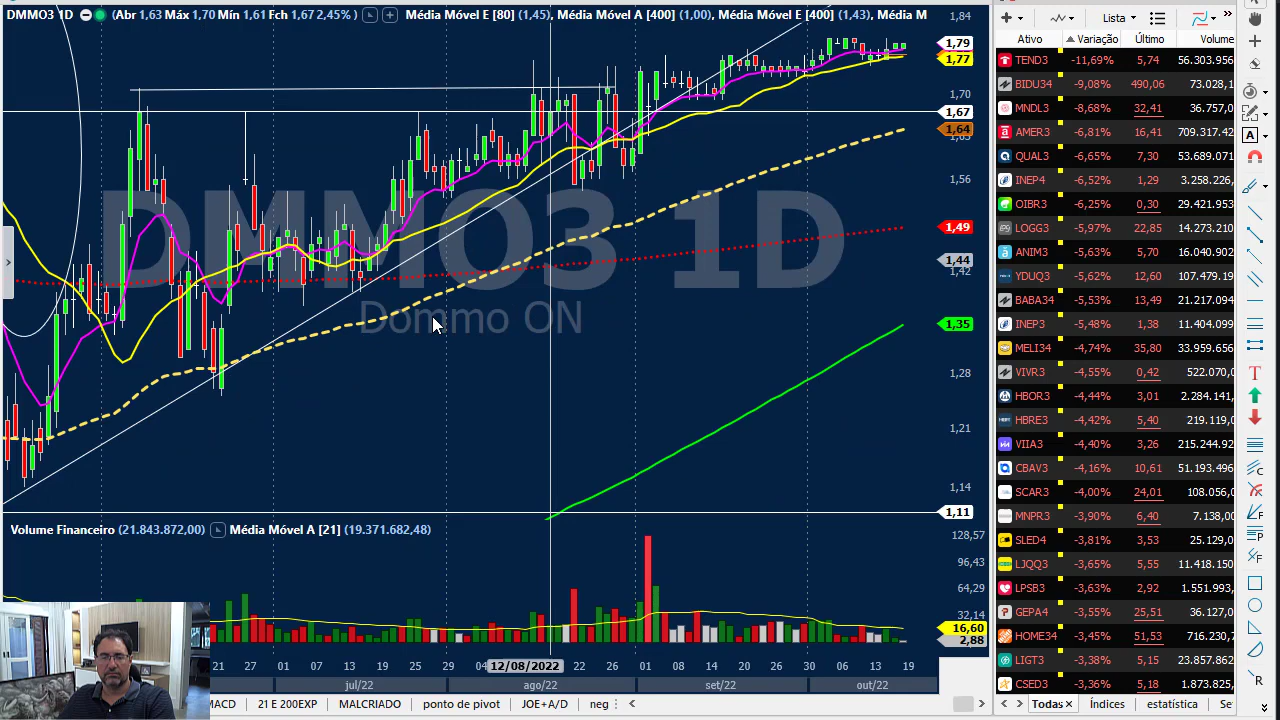 DMMO3 1D (Abr 1,63 Máx 1,70 Mín 1,61 Fch 1,67 2,45% ) Média Móvel E [80] (1,45), Média Móvel A [400] (1,00), Média Móvel E [400] (1,43), Média M
1,84
1,79
1,77
1,70
1,67
1,64
1,63
1,56
1,49
1,44
1,42
1,35
1,28
1,21
1,14
1,11
DMMO3 1D
Dommo ON
Volume Financeiro (21.843.872,00) Média Móvel A [21] (19.371.682,48)
128,57
96,43
64,29
32,14
16,60
2,88
21 27 01 07 13 19 25 29 04 12/08/2022 22 26 01 08 14 20 26 30 06 13 19
jul/22 ago/22 set/22 out/22
MACD 21 E 200EXP MALCRIADO ponto de pivot JOE+A/D neg
Lista
Ativo Variação Último Volume
TEND3 -11,69% 5,74 56.303.956
BIDU34 -9,08% 490,06 73.028,1
MNDL3 -8,68% 32,41 36.757,0
AMER3 -6,81% 16,41 709.317.42
QUAL3 -6,65% 7,30 53.689.071
INEP4 -6,52% 1,29 3.258.225,
OIBR3 -6,25% 0,30 29.421.953
LOGG3 -5,97% 22,85 14.273.210
ANIM3 -5,63% 5,70 16.040.902
YDUQ3 -5,62% 12,60 107.479.19
BABA34 -5,53% 13,49 21.217.094
INEP3 -5,48% 1,38 11.404.099
MELI34 -4,74% 35,80 33.959.656
VIVR3 -4,55% 0,42 522.070,0
HBOR3 -4,44% 3,01 2.284.141,
HBRE3 -4,42% 5,40 219.119,0
VIIA3 -4,40% 3,26 215.244.92
CBAV3 -4,16% 10,61 51.193.496
SCAR3 -4,00% 24,01 108.056,0
MNPR3 -3,90% 6,40 7.138,00
SLED4 -3,81% 3,53 25.129,0
LJQQ3 -3,65% 5,55 11.418.150
LPSB3 -3,63% 2,92 1.551.993,
GEPA4 -3,55% 25,51 36.127,0
HOME34 -3,45% 51,53 716.230,2
LIGT3 -3,38% 5,15 23.857.862
CSED3 -3,36% 5,18 1.873.825,
Todas Índices estatística Se